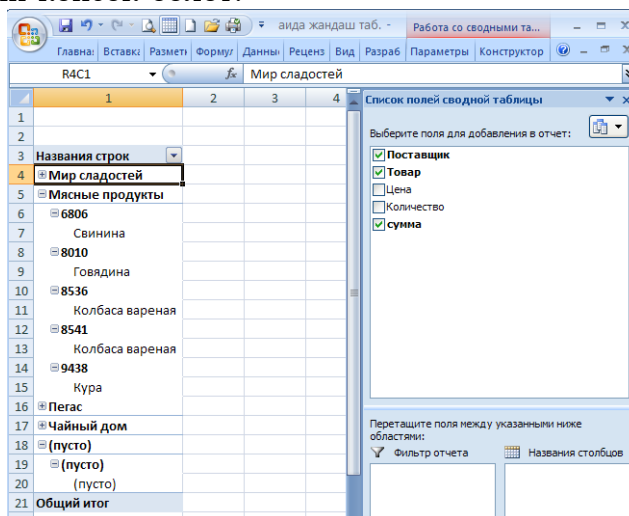 аида жандаш таб. - Работа со сводными та...
Главна: Вставка Размети Формул Данны Реценз Вид Разраб Параметры Конструктор
R4C1 fx Мир сладостей
1 2 3 4
Список полей сводной таблицы
1
2
3 Названия строк
4 Мир сладостей
5 Мясные продукты
6 6806
7 Свинина
8 8010
9 Говядина
10 8536
11 Колбаса вареная
12 8541
13 Колбаса вареная
14 9438
15 Кура
16 Пегас
17 Чайный дом
18 (пусто)
19 (пусто)
20 (пусто)
21 Общий итог
Выберите поля для добавления в отчет:
Поставщик
Товар
Цена
Количество
сумма
Перетащите поля между указанными ниже
областями:
Фильтр отчета Названия столбцов